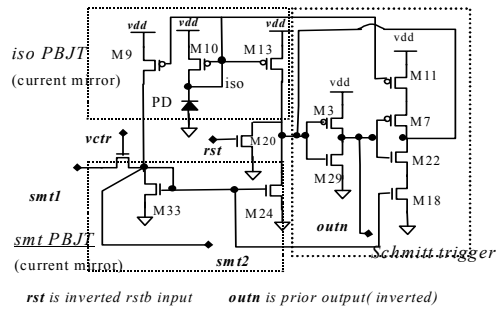 vdd
vdd
vdd
vdd
iso PBJT
(current mirror)
M9
M10
M13
M11
iso
vdd
PD
M3
M7
vctr
rst
M20
M22
M29
smt1
M33
M24
M18
outn
smt PBJT
(current mirror)
smt2
Schmitt trigger
rst is inverted rstb input outn is prior output( inverted)